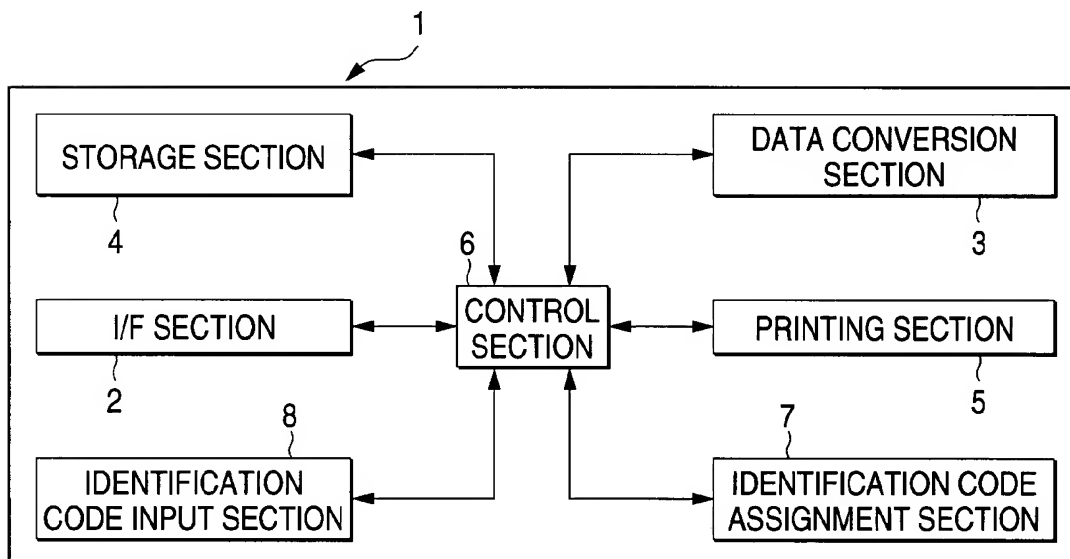 1
STORAGE SECTION
4
DATA CONVERSION
SECTION
3
6
CONTROL
SECTION
I/F SECTION
2
PRINTING SECTION
5
8
IDENTIFICATION
CODE INPUT SECTION
7
IDENTIFICATION CODE
ASSIGNMENT SECTION